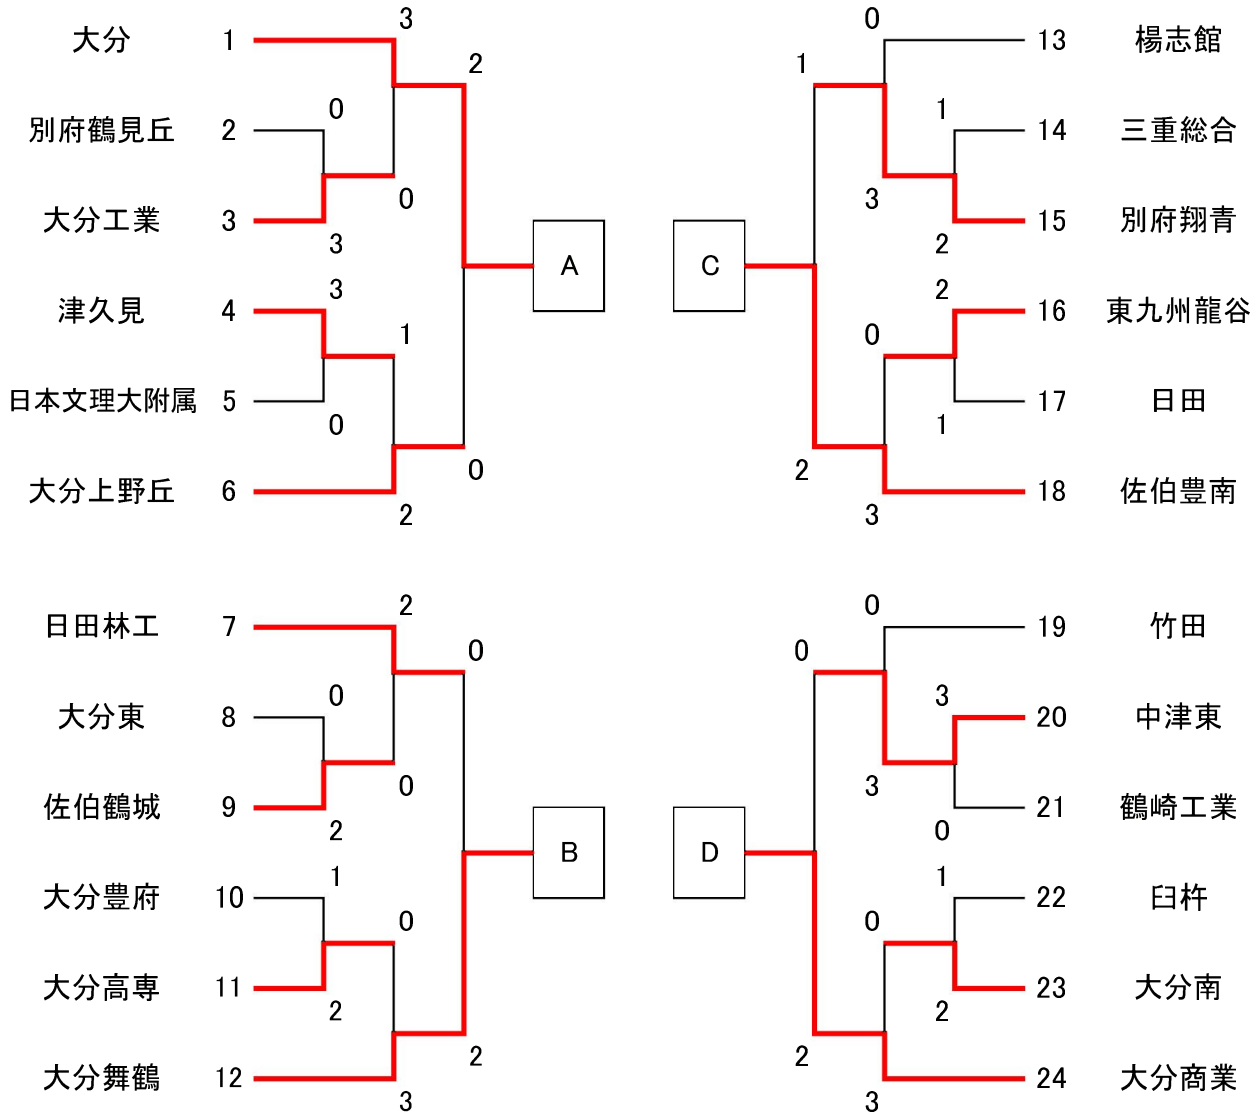 大分 1 3
2
別府鶴見丘 2 0
大分工業 3 0
3
津久見 4 3
1
日本文理大附属 5 0
大分上野丘 6 0
2
A
0
13 楊志館
1
1
14 三重総合
3
15 別府翔青
2
2
16 東九州龍谷
0
17 日田
1
2
18 佐伯豊南
3
C
日田林工 7 2
0
大分東 8 0
佐伯鶴城 9 0
2
大分豊府 10 1
0
大分高専 11 2
大分舞鶴 12 2
3
B
0
19 竹田
0
3
20 中津東
3
21 鶴崎工業
0
1
22 臼杵
0
23 大分南
2
2
24 大分商業
3
D